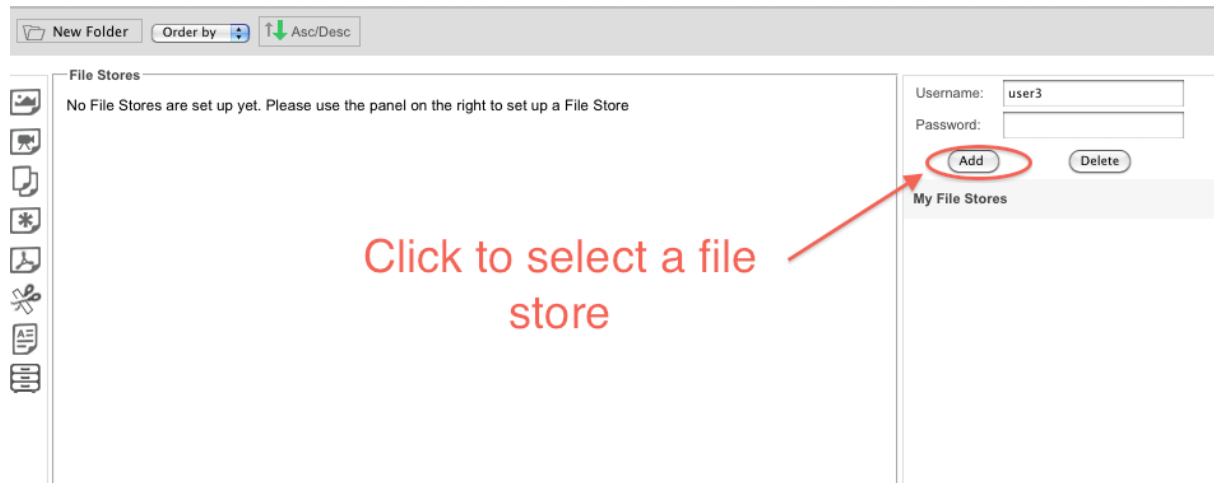 New Folder Order by Asc/Desc
File Stores
No File Stores are set up yet. Please use the panel on the right to set up a File Store
Username: user3
Password:
Add Delete
My File Stores
Click to select a file
store